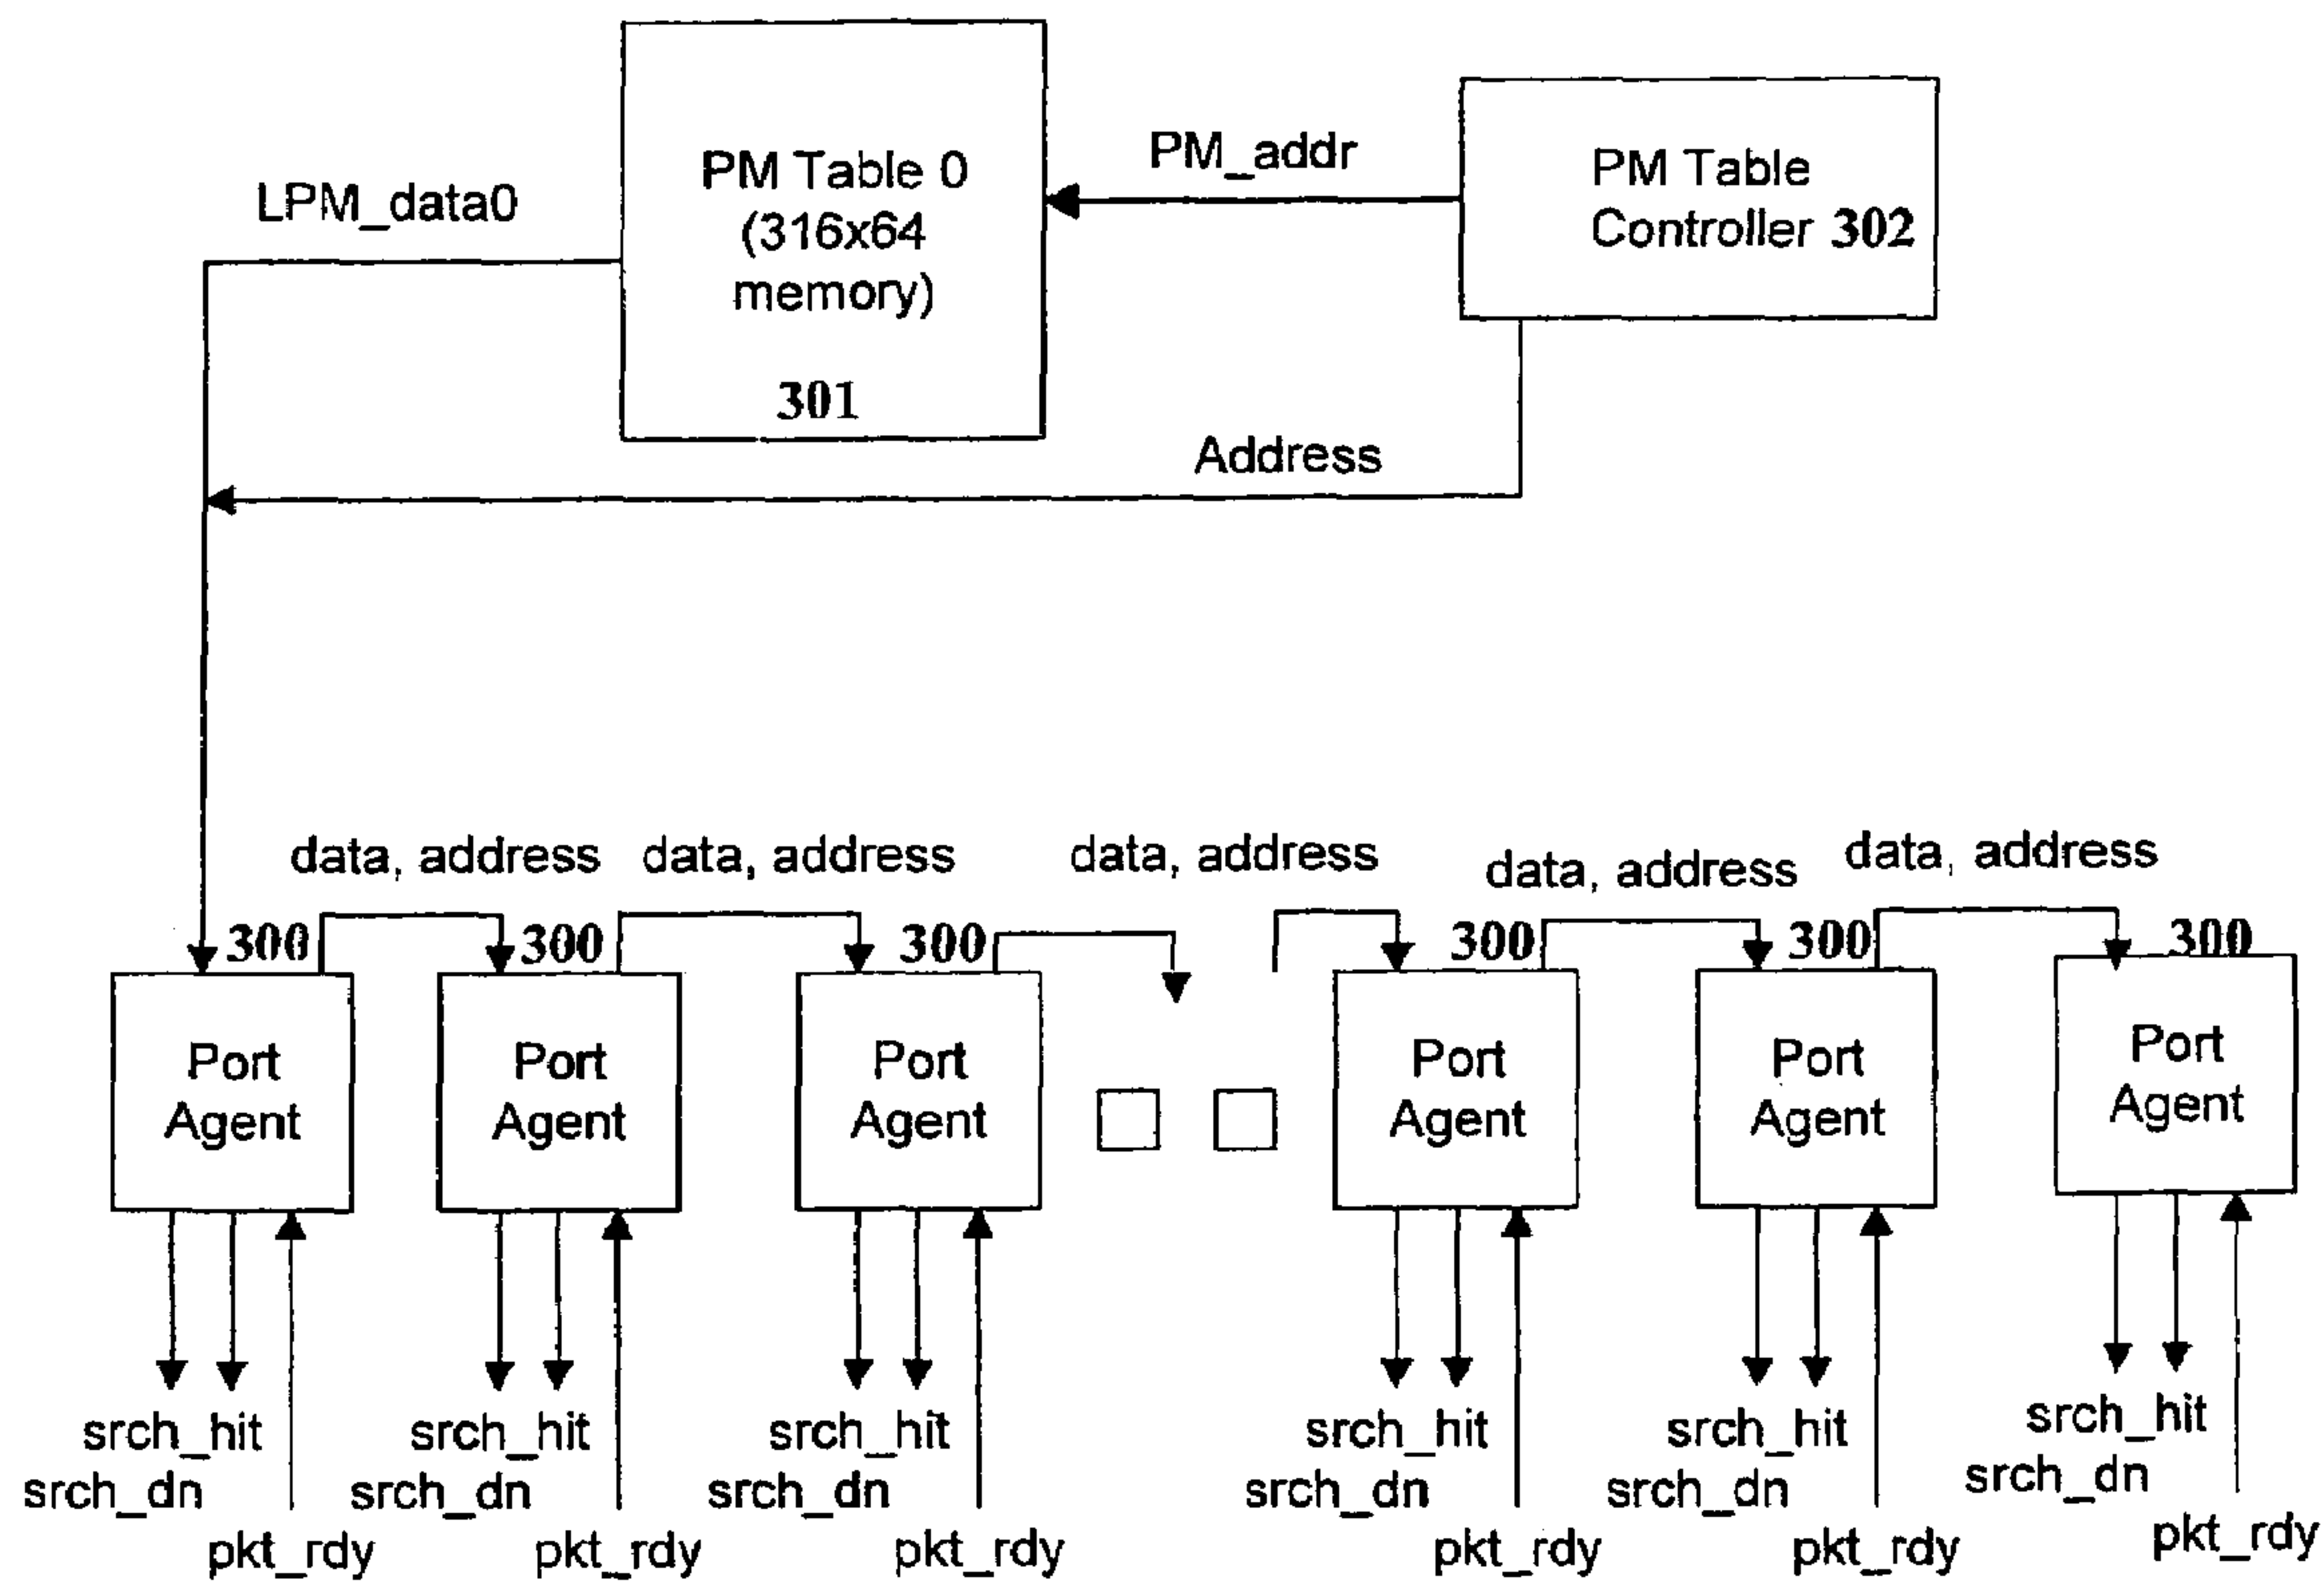 PM Table 0
(316x64
memory)
301
PM_addr
PM Table
Controller 302
LPM_data0
Address
data, address
data, address
data, address
data, address
data, address
300
300
300
300
300
300
Port
Agent
Port
Agent
Port
Agent
Port
Agent
Port
Agent
Port
Agent
srch_hit
srch_dn
pkt_rdy
srch_hit
srch_dn
pkt_rdy
srch_hit
srch_dn
pkt_rdy
srch_hit
srch_dn
pkt_rdy
srch_hit
srch_dn
pkt_rdy
srch_hit
srch_dn
pkt_rdy